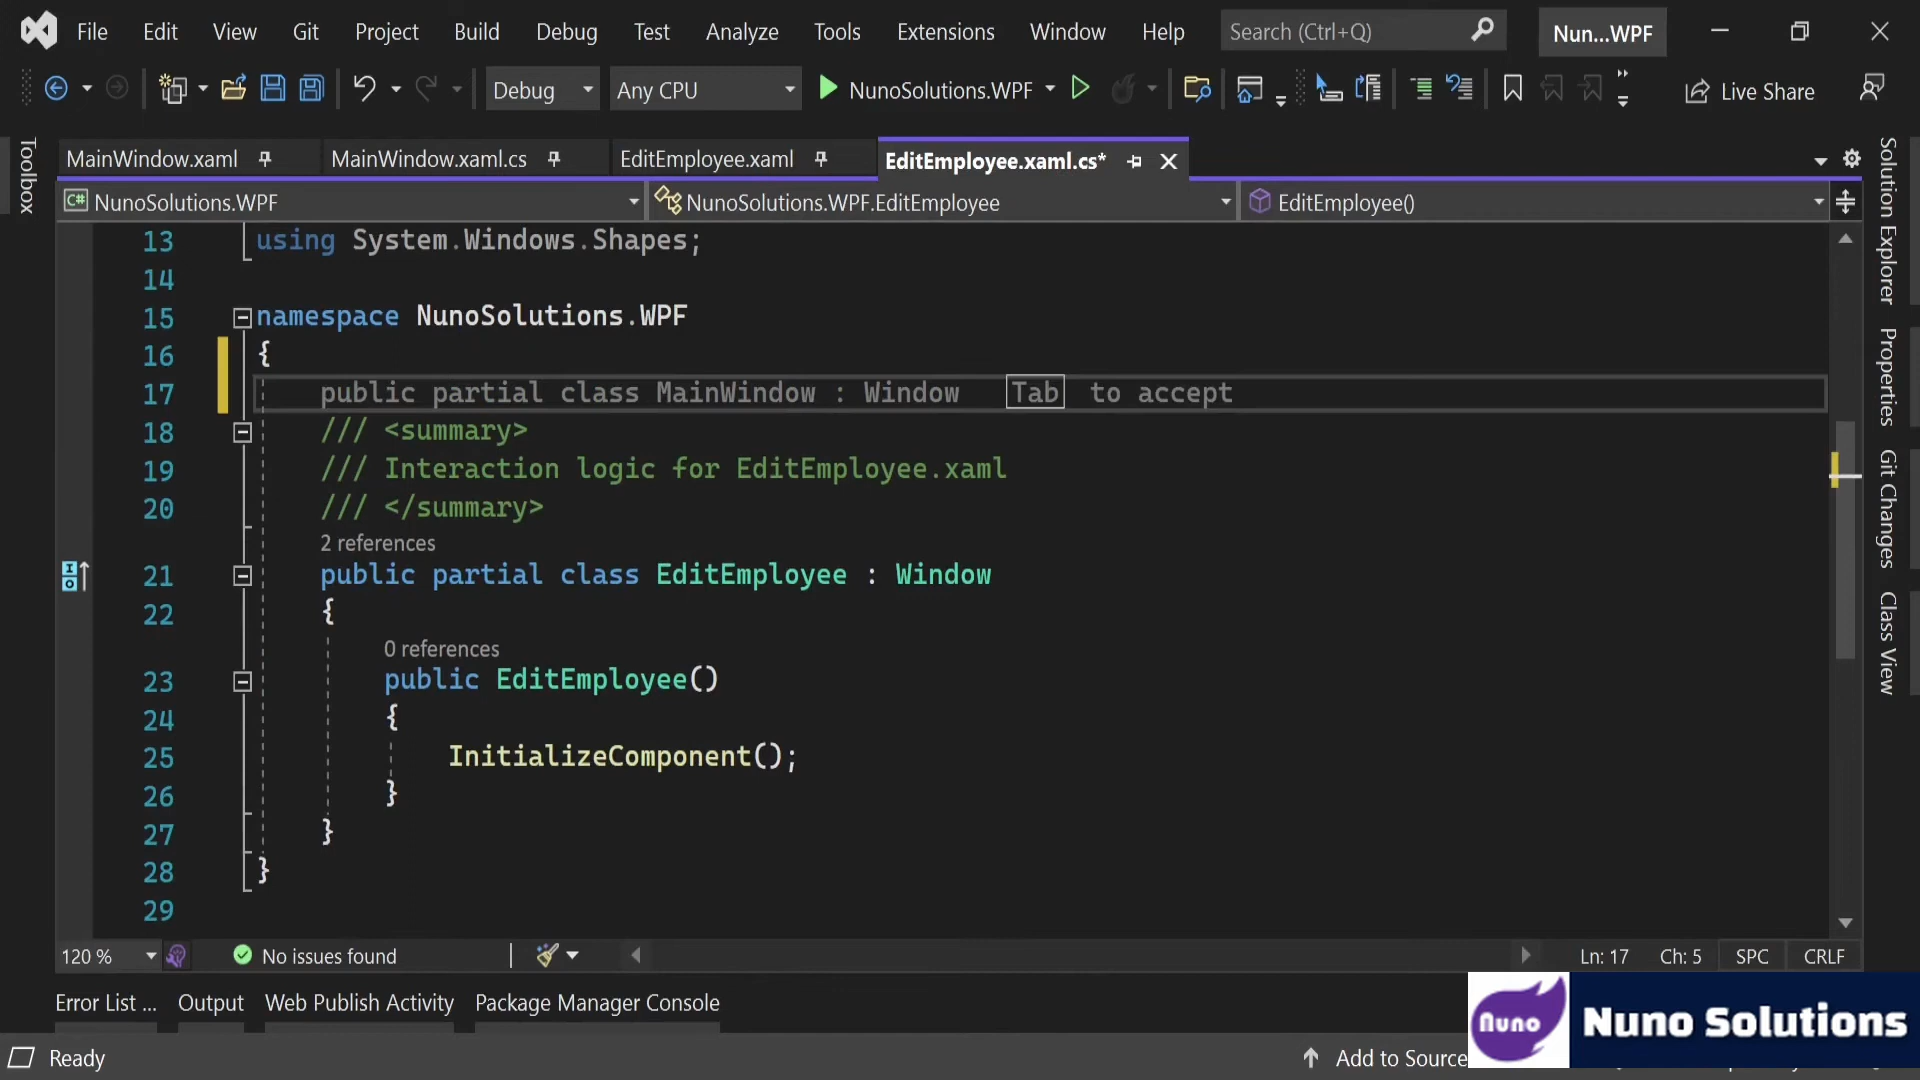 File Edit View Git Project Build Debug Test Analyze Tools Extensions Window Help Search (Ctrl+Q) Nun...WPF
Debug Any CPU NunoSolutions.WPF Live Share
Toolbox
MainWindow.xaml MainWindow.xaml.cs EditEmployee.xaml EditEmployee.xaml.cs*
NunoSolutions.WPF NunoSolutions.WPF.EditEmployee EditEmployee()
13 using System.Windows.Shapes;
14
15 namespace NunoSolutions.WPF
16 {
17 public partial class MainWindow : Window Tab to accept
18 /// <summary>
19 /// Interaction logic for EditEmployee.xaml
20 /// </summary>
2 references
21 public partial class EditEmployee : Window
22 {
0 references
23 public EditEmployee()
24 {
25 InitializeComponent();
26 }
27 }
28 }
29
Solution Explorer
Properties
Git Changes
Class View
120 % No issues found Ln: 17 Ch: 5 SPC CRLF
Error List ... Output Web Publish Activity Package Manager Console
Nuno Nuno Solutions
Ready Add to Source